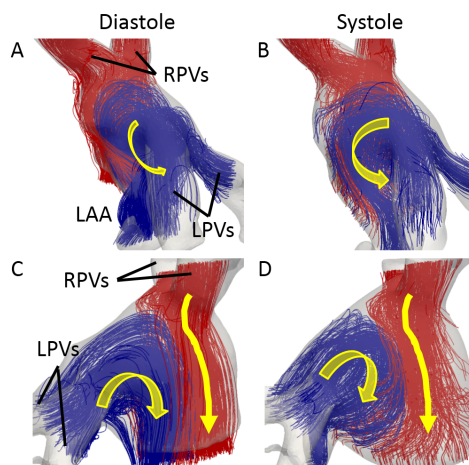 Diastole
Systole
A
B
RPVs
LAA
LPVs
C
D
RPVs
LPVs